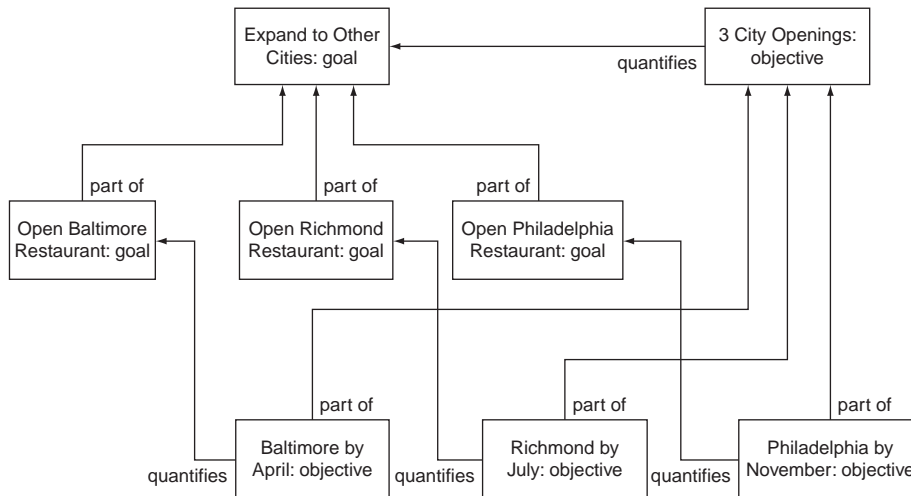 Expand to Other
Cities: goal
3 City Openings:
objective
quantifies
part of
part of
part of
Open Baltimore
Restaurant: goal
Open Richmond
Restaurant: goal
Open Philadelphia
Restaurant: goal
part of
part of
part of
Baltimore by
April: objective
Richmond by
July: objective
Philadelphia by
November: objective
quantifies
quantifies
quantifies